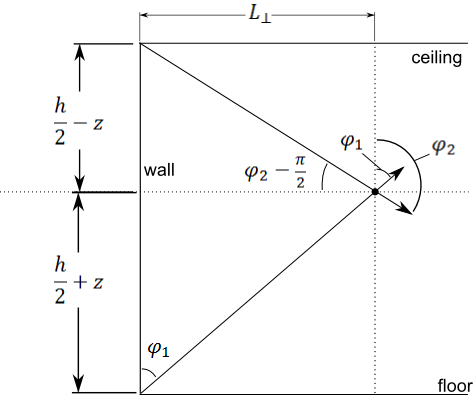 L⊥
ceiling
h/2 − z
φ₁
φ₂
wall
φ₂ − π/2
h/2 + z
φ₁
floor